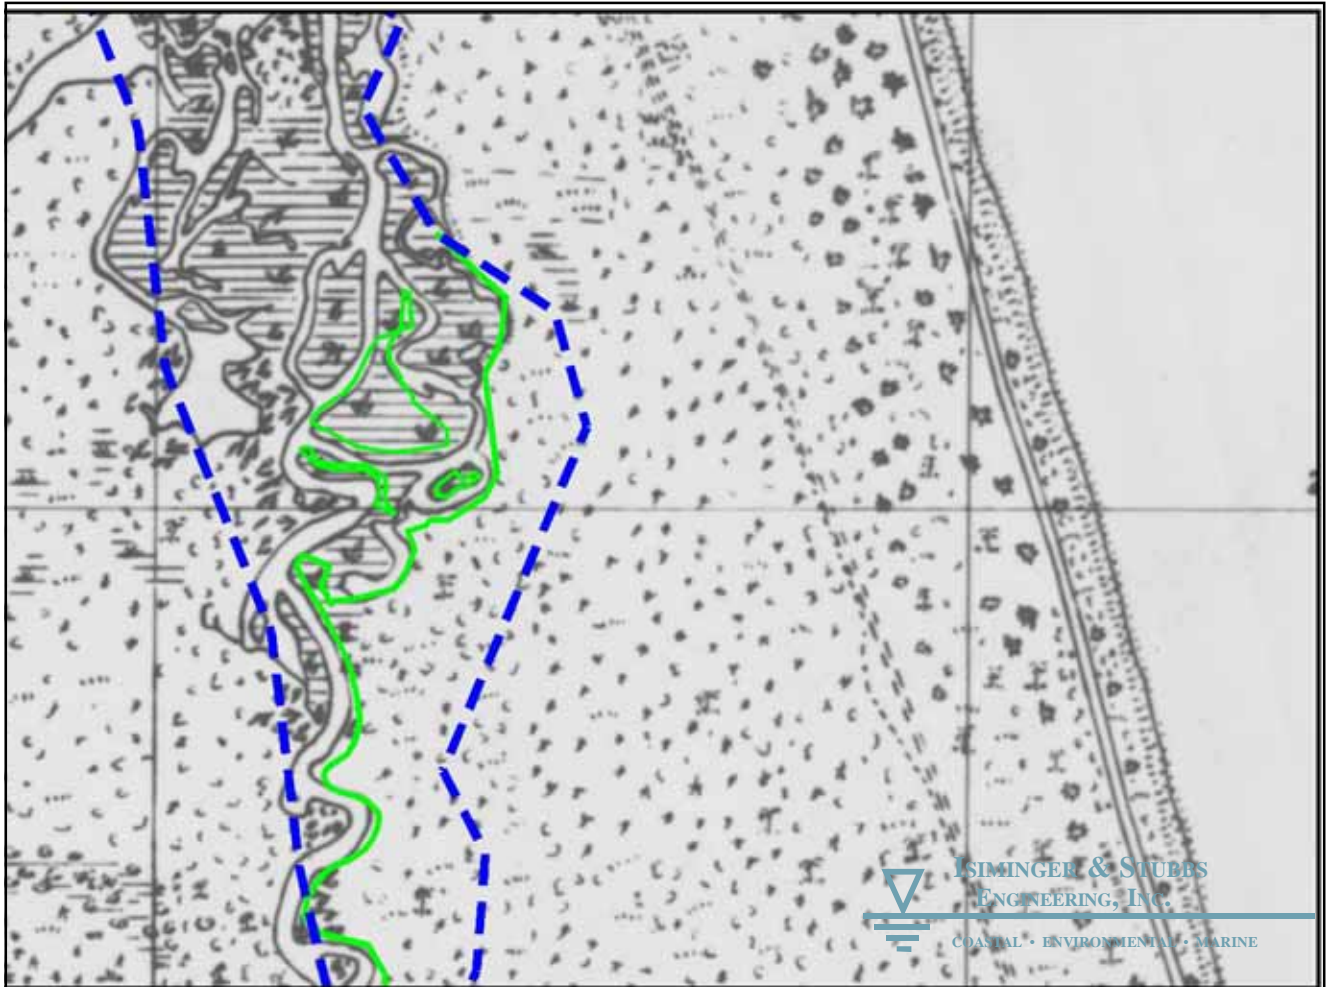 ISIMINGER & STUBBS
ENGINEERING, INC.
COASTAL • ENVIRONMENTAL • MARINE